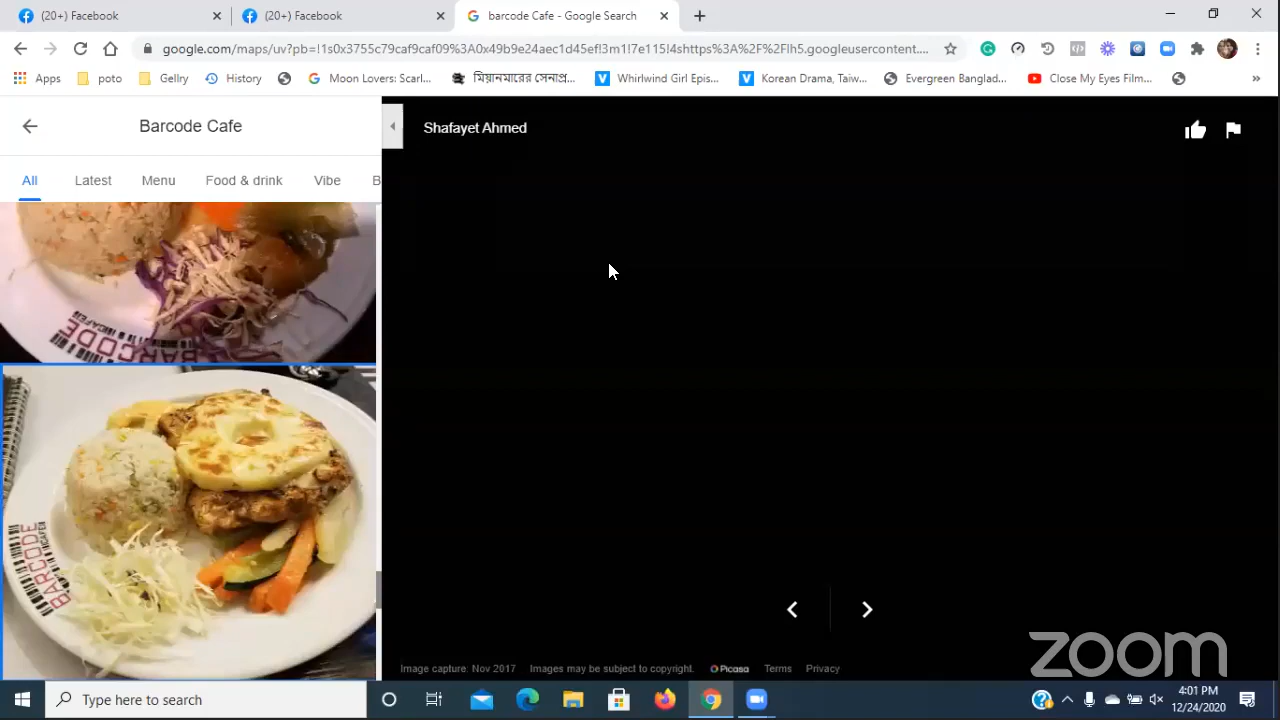 (20+) Facebook
(20+) Facebook
barcode Cafe - Google Search
google.com/maps/uv?pb=!1s0x3755c79caf9caf09%3A0x49b9e24aec1d45ef!3m1!7e115!4shttps%3A%2F%2Flh5.googleusercontent....
Apps
poto
Gellry
History
Moon Lovers: Scarl...
মিয়ানমারের সেনাপ্র...
Whirlwind Girl Epis...
Korean Drama, Taiw...
Evergreen Banglad...
Close My Eyes Film...
»
Barcode Cafe
All
Latest
Menu
Food & drink
Vibe
B
BARCODE
CAFE
BARCODE
CAFE
Shafayet Ahmed
Image capture: Nov 2017
Images may be subject to copyright.
Picasa
Terms
Privacy
zoom
Type here to search
4:01 PM
12/24/2020